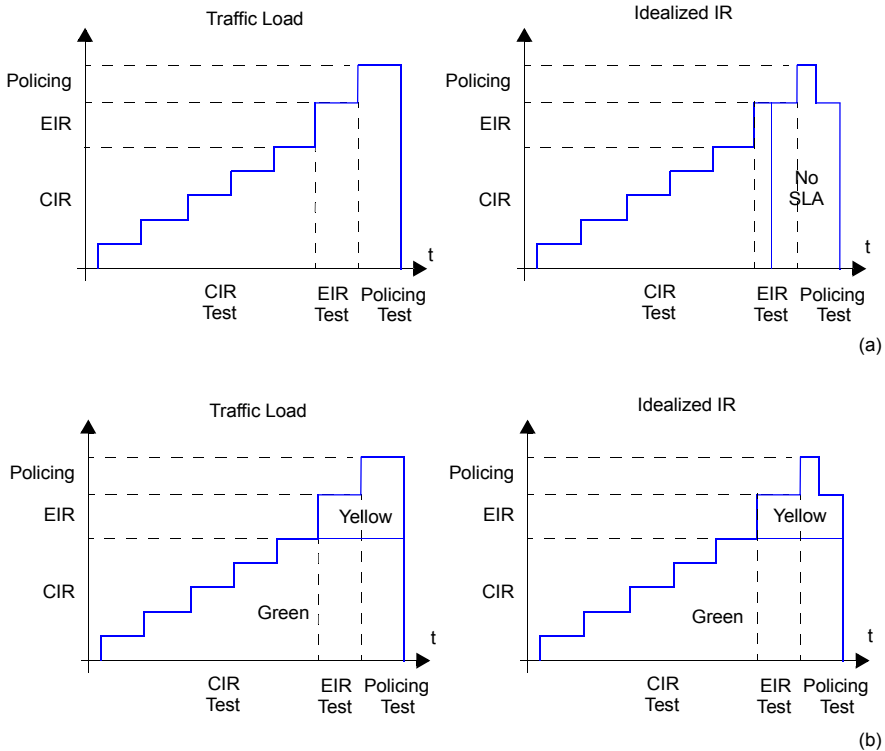 Traffic Load
Policing
EIR
CIR
t
CIR
Test
EIR
Test
Policing
Test
Idealized IR
Policing
EIR
CIR
No
SLA
t
CIR
Test
EIR
Test
Policing
Test
(a)
Traffic Load
Policing
EIR
Yellow
CIR
Green
t
CIR
Test
EIR
Test
Policing
Test
Idealized IR
Policing
EIR
Yellow
CIR
Green
t
CIR
Test
EIR
Test
Policing
Test
(b)